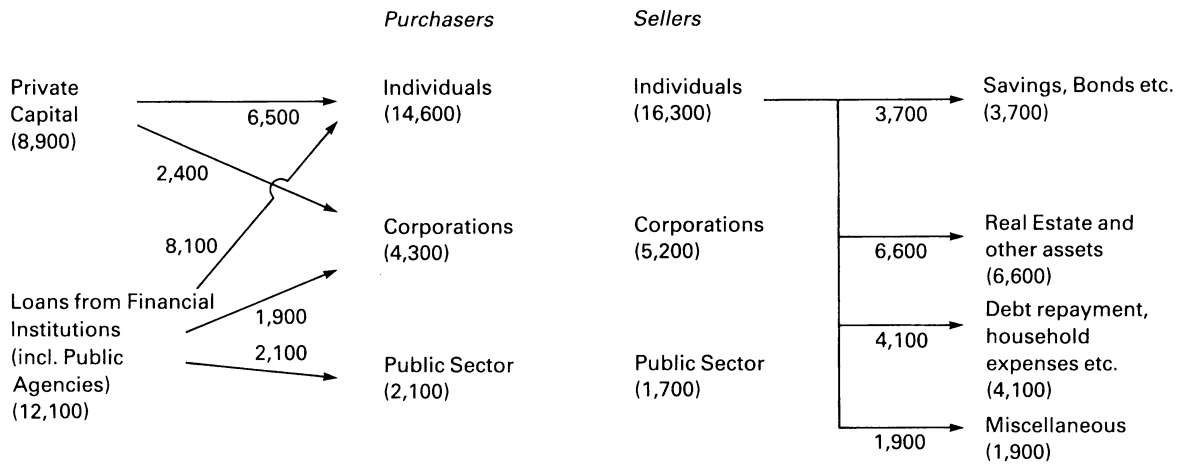 Purchasers
Sellers
Private
Capital
(8,900)
6,500
2,400
8,100
Loans from Financial
Institutions
(incl. Public
Agencies)
(12,100)
1,900
2,100
Individuals
(14,600)
Corporations
(4,300)
Public Sector
(2,100)
Individuals
(16,300)
Corporations
(5,200)
Public Sector
(1,700)
3,700
Savings, Bonds etc.
(3,700)
6,600
Real Estate and
other assets
(6,600)
4,100
Debt repayment,
household
expenses etc.
(4,100)
1,900
Miscellaneous
(1,900)